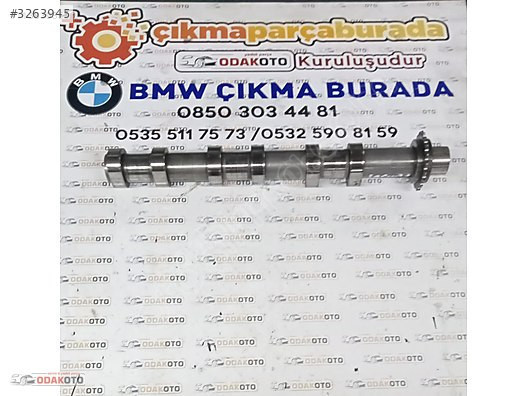 #3263945
çıkmaparçaburada
ODAKOTO Kuruluşudur
BMW
BMW ÇIKMA BURADA
0850 303 44 81
0535 511 75 73 / 0532 590 81 59
ODAKOTO